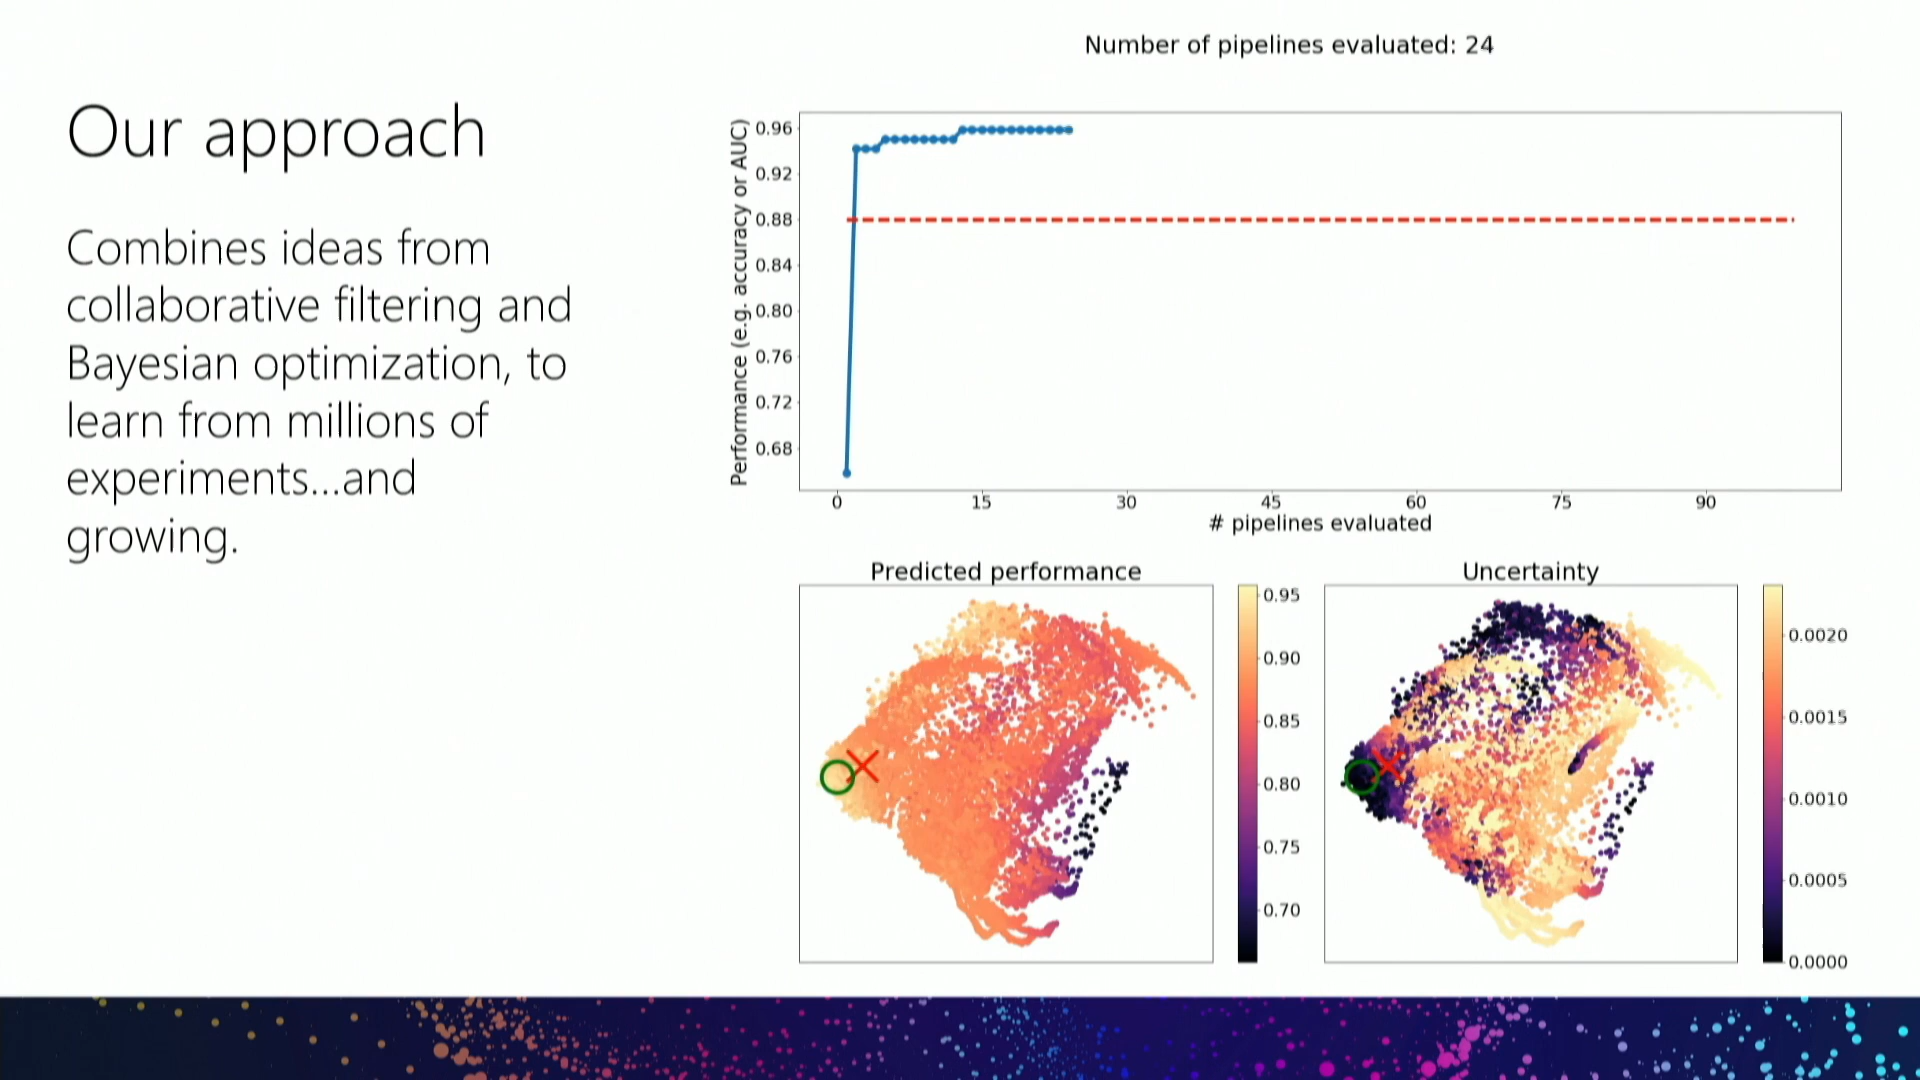 Number of pipelines evaluated: 24
Our approach
Combines ideas from
collaborative filtering and
Bayesian optimization, to
learn from millions of
experiments...and
growing.
Performance (e.g. accuracy or AUC)
0.96
0.92
0.88
0.84
0.80
0.76
0.72
0.68
0 15 30 45 60 75 90
# pipelines evaluated
Predicted performance
0.95
0.90
0.85
0.80
0.75
0.70
Uncertainty
0.0020
0.0015
0.0010
0.0005
0.0000